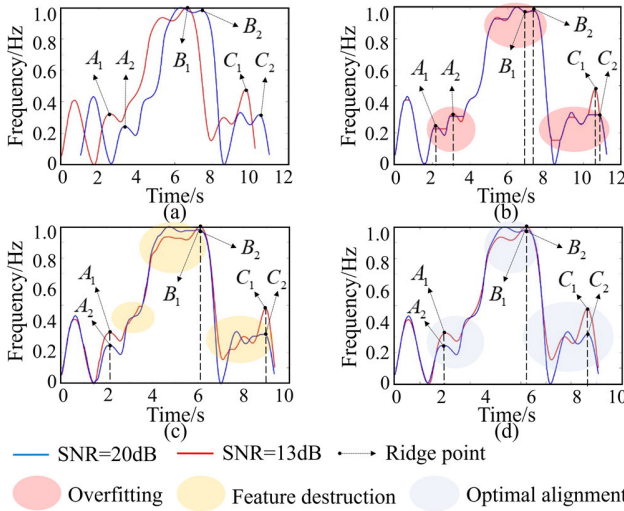 Frequency/Hz
1.0
0.8
0.6
0.4
0.2
0
0 2 4 6 8 10 12
Time/s
(a)
A1
A2
B1
B2
C1
C2
Frequency/Hz
1.0
0.8
0.6
0.4
0.2
0
0 2 4 6 8 10 12
Time/s
(b)
A1
A2
B1
B2
C1
C2
Frequency/Hz
1.0
0.8
0.6
0.4
0.2
0
0 2 4 6 8 10
Time/s
(c)
A1
A2
B1
B2
C1
C2
Frequency/Hz
1.0
0.8
0.6
0.4
0.2
0
0 2 4 6 8 10
Time/s
(d)
A1
A2
B1
B2
C1
C2
SNR=20dB SNR=13dB Ridge point
Overfitting Feature destruction Optimal alignment